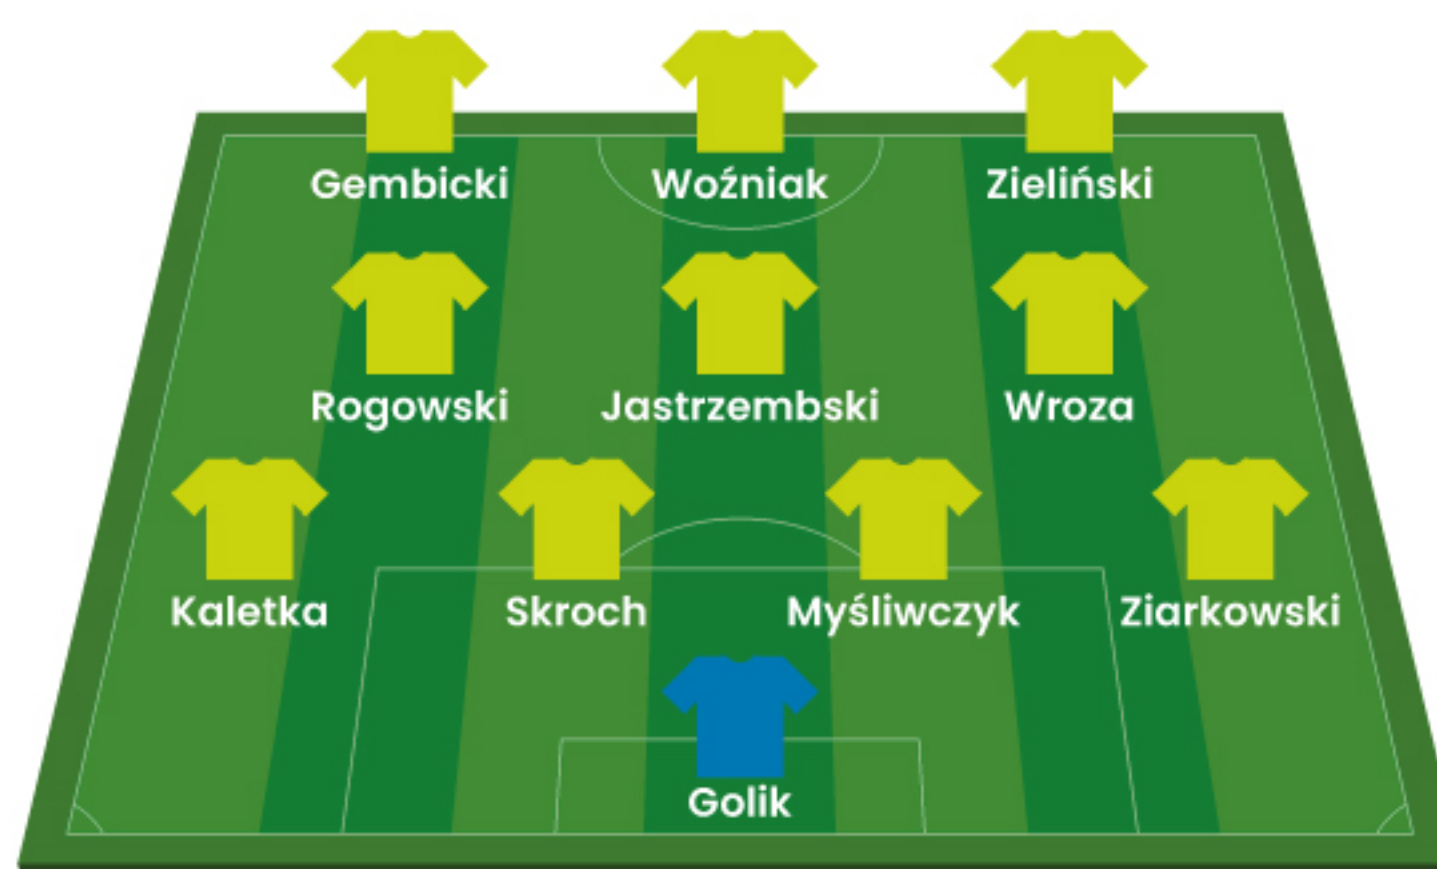 Gembicki Woźniak Zieliński
Rogowski Jastrzembski Wroza
Kaletka Skroch Myśliwczyk Ziarkowski
Golik